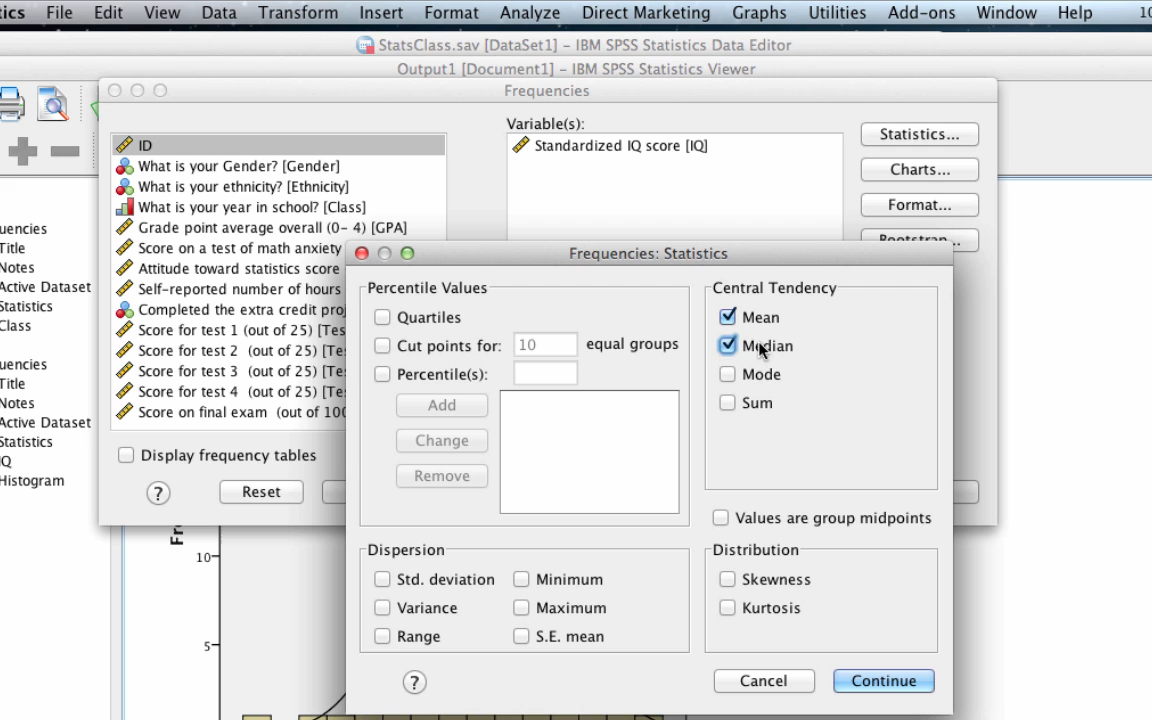 tics File Edit View Data Transform Insert Format Analyze Direct Marketing Graphs Utilities Add-ons Window Help 10
StatsClass.sav [DataSet1] – IBM SPSS Statistics Data Editor
Output1 [Document1] – IBM SPSS Statistics Viewer
Frequencies
Variable(s):
ID
What is your Gender? [Gender]
What is your ethnicity? [Ethnicity]
What is your year in school? [Class]
Grade point average overall (0– 4) [GPA]
Score on a test of math anxiety
Attitude toward statistics score
Self-reported number of hours
Completed the extra credit proj
Score for test 1 (out of 25) [Tes
Score for test 2 (out of 25) [Tes
Score for test 3 (out of 25) [Tes
Score for test 4 (out of 25) [Tes
Score on final exam (out of 100
Standardized IQ score [IQ]
Statistics...
Charts...
Format...
Bootstrap...
Display frequency tables
?
Reset
uencies
Title
Notes
Active Dataset
Statistics
Class
uencies
Title
Notes
Active Dataset
Statistics
IQ
Histogram
Fr
10
5
Frequencies: Statistics
Percentile Values
Quartiles
Cut points for: 10 equal groups
Percentile(s):
Add
Change
Remove
Central Tendency
Mean
Median
Mode
Sum
Values are group midpoints
Dispersion
Std. deviation Minimum
Variance Maximum
Range S.E. mean
Distribution
Skewness
Kurtosis
?
Cancel
Continue